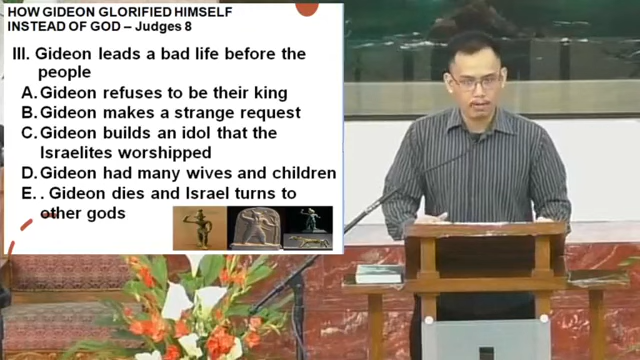 HOW GIDEON GLORIFIED HIMSELF
INSTEAD OF GOD – Judges 8
III. Gideon leads a bad life before the
people
A. Gideon refuses to be their king
B. Gideon makes a strange request
C. Gideon builds an idol that the
Israelites worshipped
D. Gideon had many wives and children
E. . Gideon dies and Israel turns to
other gods